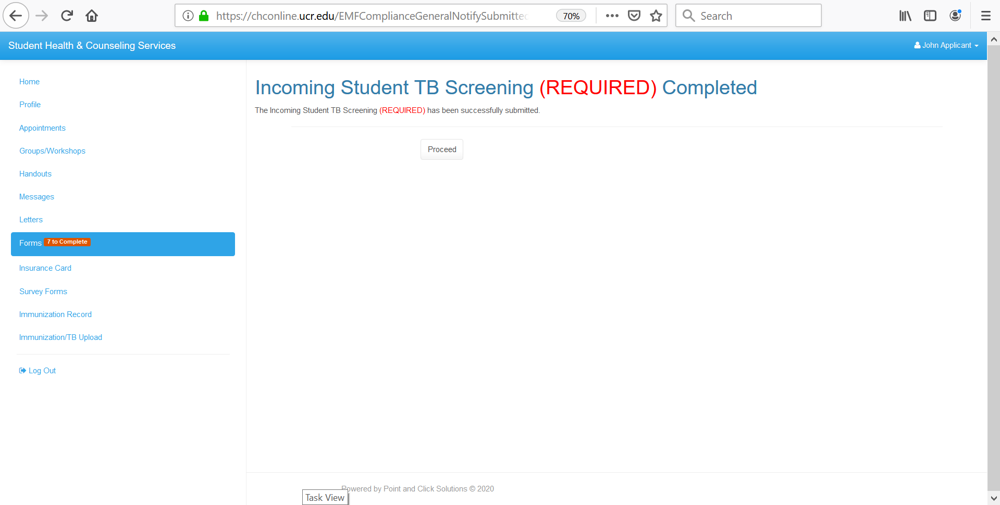 https://chconline.ucr.edu/EMFComplianceGeneralNotifySubmitted
70%
Search
Student Health & Counseling Services
John Applicant
Home
Profile
Appointments
Groups/Workshops
Handouts
Messages
Letters
Forms 7 to Complete
Insurance Card
Survey Forms
Immunization Record
Immunization/TB Upload
Log Out
Incoming Student TB Screening (REQUIRED) Completed
The Incoming Student TB Screening (REQUIRED) has been successfully submitted.
Proceed
Powered by Point and Click Solutions © 2020
Task View